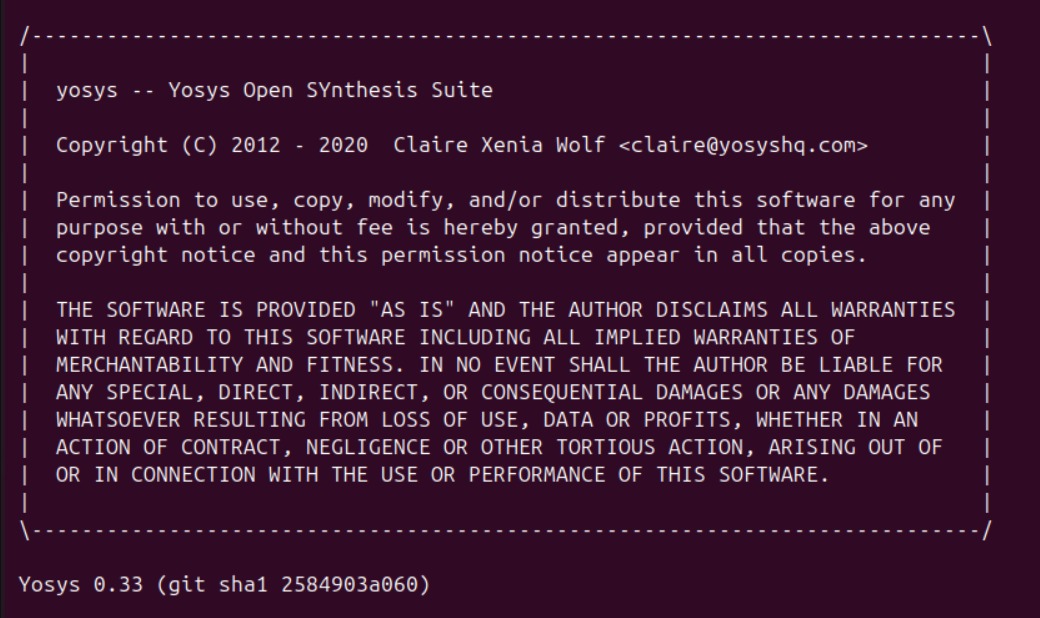 /----------------------------------------------------------------------------\
|                                                                            |
|  yosys -- Yosys Open SYnthesis Suite                                       |
|                                                                            |
|  Copyright (C) 2012 - 2020  Claire Xenia Wolf <claire@yosyshq.com>         |
|                                                                            |
|  Permission to use, copy, modify, and/or distribute this software for any  |
|  purpose with or without fee is hereby granted, provided that the above    |
|  copyright notice and this permission notice appear in all copies.         |
|                                                                            |
|  THE SOFTWARE IS PROVIDED "AS IS" AND THE AUTHOR DISCLAIMS ALL WARRANTIES  |
|  WITH REGARD TO THIS SOFTWARE INCLUDING ALL IMPLIED WARRANTIES OF          |
|  MERCHANTABILITY AND FITNESS. IN NO EVENT SHALL THE AUTHOR BE LIABLE FOR   |
|  ANY SPECIAL, DIRECT, INDIRECT, OR CONSEQUENTIAL DAMAGES OR ANY DAMAGES    |
|  WHATSOEVER RESULTING FROM LOSS OF USE, DATA OR PROFITS, WHETHER IN AN     |
|  ACTION OF CONTRACT, NEGLIGENCE OR OTHER TORTIOUS ACTION, ARISING OUT OF   |
|  OR IN CONNECTION WITH THE USE OR PERFORMANCE OF THIS SOFTWARE.            |
|                                                                            |
\----------------------------------------------------------------------------/
Yosys 0.33 (git sha1 2584903a060)